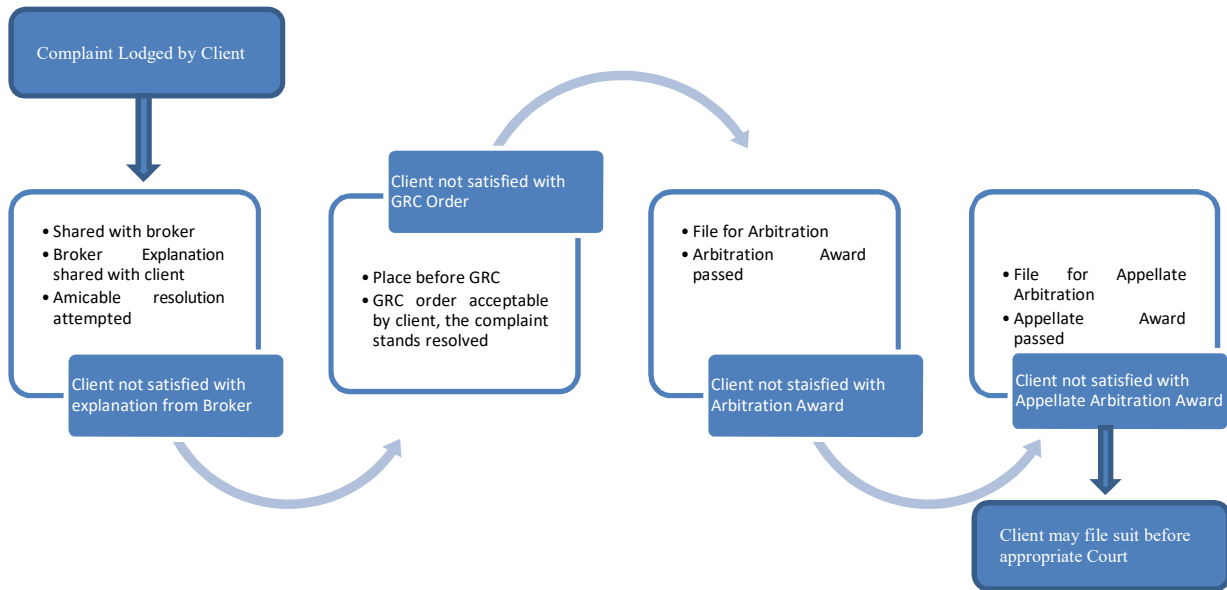 Complaint Lodged by Client
• Shared with broker
• Broker Explanation
shared with client
• Amicable resolution
attempted
Client not satisfied with
explanation from Broker
Client not satisfied with
GRC Order
• Place before GRC
• GRC order acceptable
by client, the complaint
stands resolved
• File for Arbitration
• Arbitration Award
passed
Client not staisfied with
Arbitration Award
• File for Appellate
Arbitration
• Appellate Award
passed
Client not satisfied with
Appellate Arbitration Award
Client may file suit before
appropriate Court